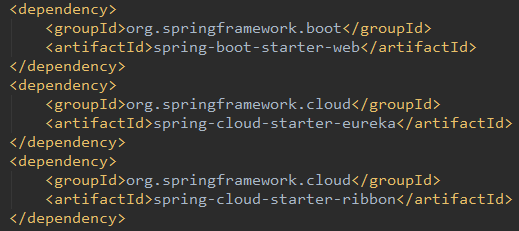 <dependency>
    <groupId>org.springframework.boot</groupId>
    <artifactId>spring-boot-starter-web</artifactId>
</dependency>
<dependency>
    <groupId>org.springframework.cloud</groupId>
    <artifactId>spring-cloud-starter-eureka</artifactId>
</dependency>
<dependency>
    <groupId>org.springframework.cloud</groupId>
    <artifactId>spring-cloud-starter-ribbon</artifactId>
</dependency>